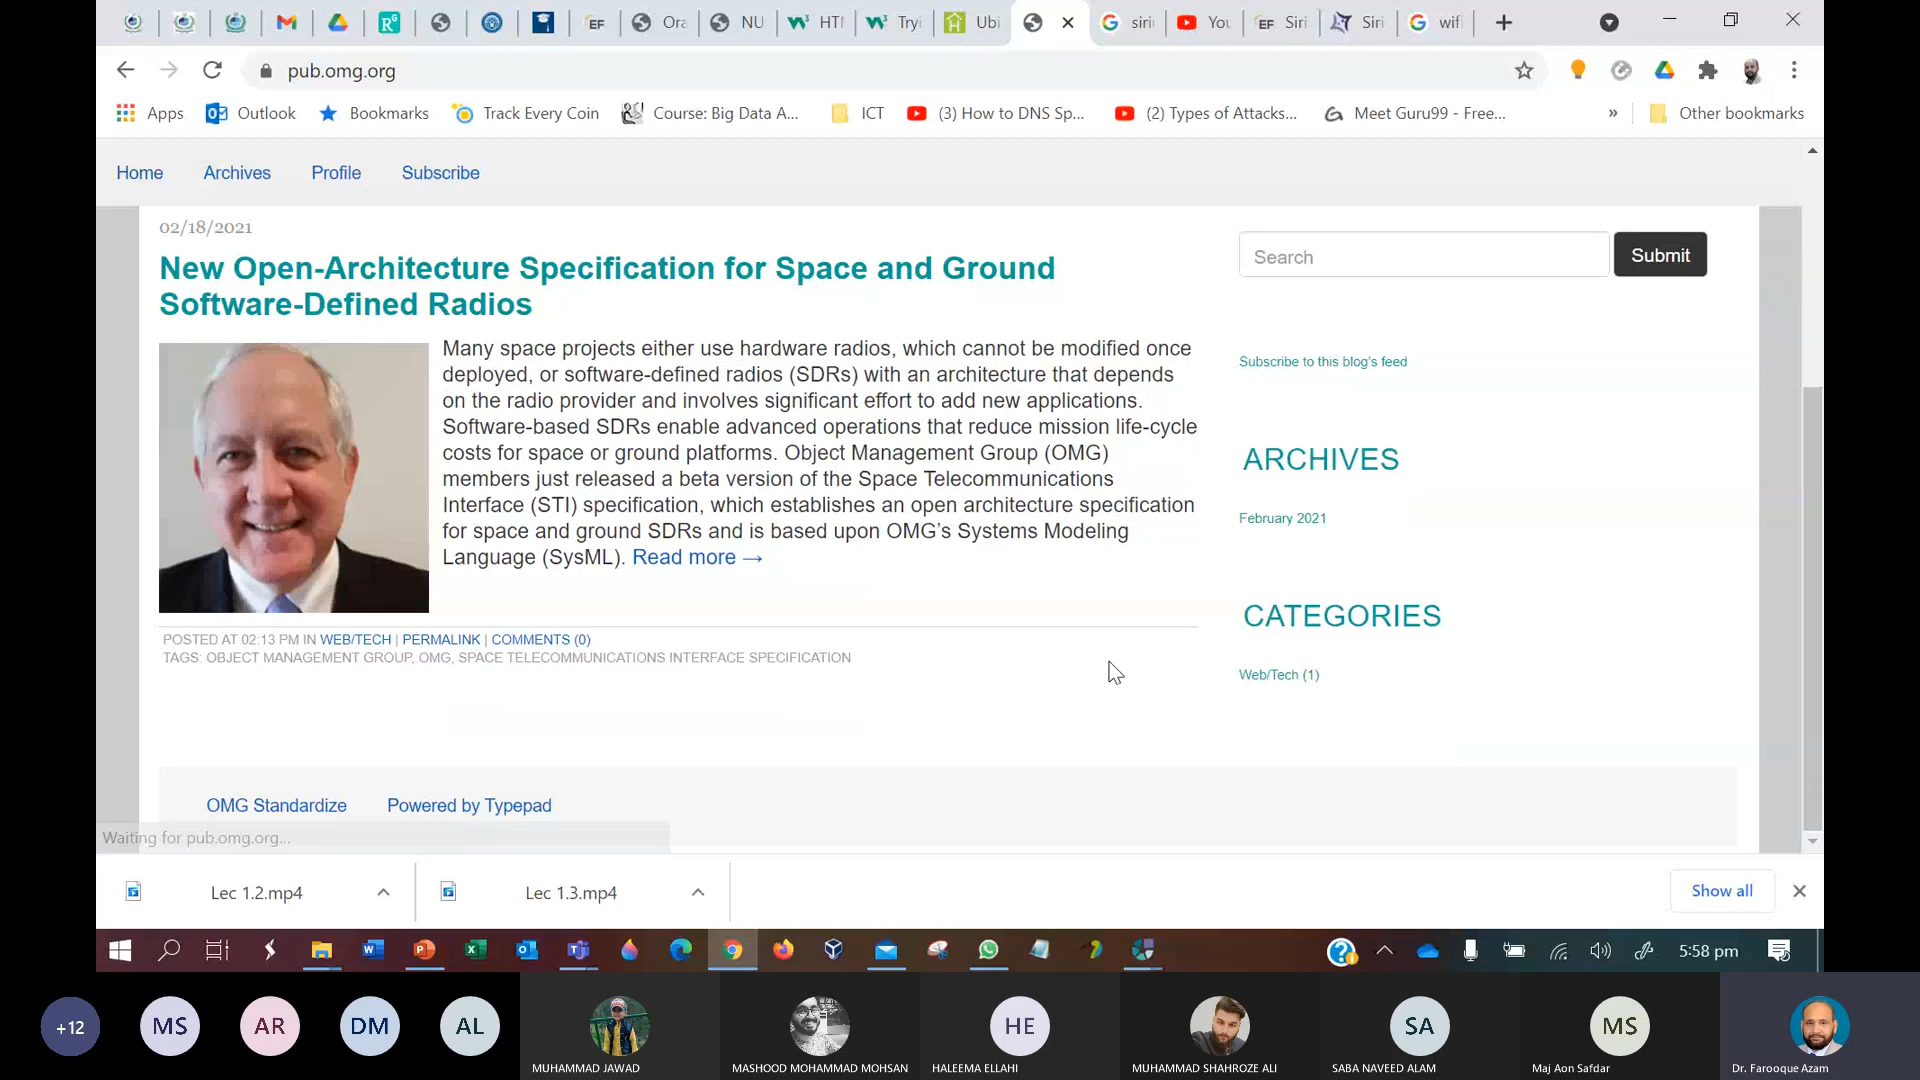 Ora
NU
HTI
Tryi
Ubi
siri
You
EF
Siri
Siri
wifi
pub.omg.org
Apps
Outlook
Bookmarks
Track Every Coin
Course: Big Data A...
ICT
(3) How to DNS Sp...
(2) Types of Attacks...
Meet Guru99 - Free...
»
Other bookmarks
Home
Archives
Profile
Subscribe
02/18/2021
New Open-Architecture Specification for Space and Ground
Software-Defined Radios
Many space projects either use hardware radios, which cannot be modified once
deployed, or software-defined radios (SDRs) with an architecture that depends
on the radio provider and involves significant effort to add new applications.
Software-based SDRs enable advanced operations that reduce mission life-cycle
costs for space or ground platforms. Object Management Group (OMG)
members just released a beta version of the Space Telecommunications
Interface (STI) specification, which establishes an open architecture specification
for space and ground SDRs and is based upon OMG's Systems Modeling
Language (SysML). Read more →
POSTED AT 02:13 PM IN WEB/TECH | PERMALINK | COMMENTS (0)
TAGS: OBJECT MANAGEMENT GROUP, OMG, SPACE TELECOMMUNICATIONS INTERFACE SPECIFICATION
Search
Submit
Subscribe to this blog's feed
ARCHIVES
February 2021
CATEGORIES
Web/Tech (1)
OMG Standardize
Powered by Typepad
Waiting for pub.omg.org...
Lec 1.2.mp4
Lec 1.3.mp4
Show all
5:58 pm
+12
MS
AR
DM
AL
HE
SA
MS
MUHAMMAD JAWAD
MASHOOD MOHAMMAD MOHSAN
HALEEMA ELLAHI
MUHAMMAD SHAHROZE ALI
SABA NAVEED ALAM
Maj Aon Safdar
Dr. Farooque Azam